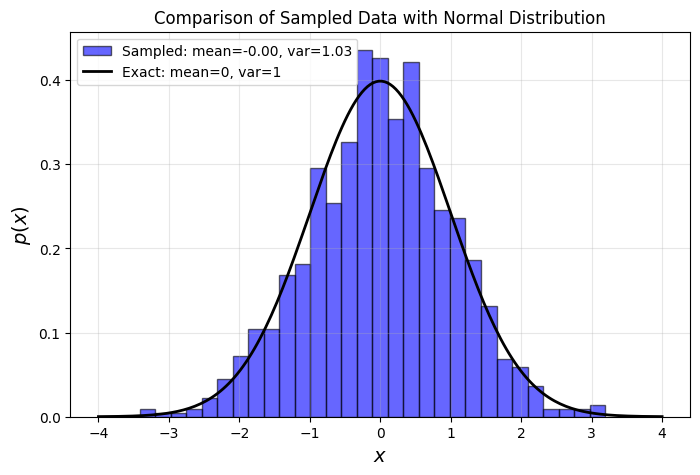 Comparison of Sampled Data with Normal Distribution
Sampled: mean=-0.00, var=1.03
Exact: mean=0, var=1
p(x)
0.4
0.3
0.2
0.1
0.0
−4 −3 −2 −1 0 1 2 3 4
x